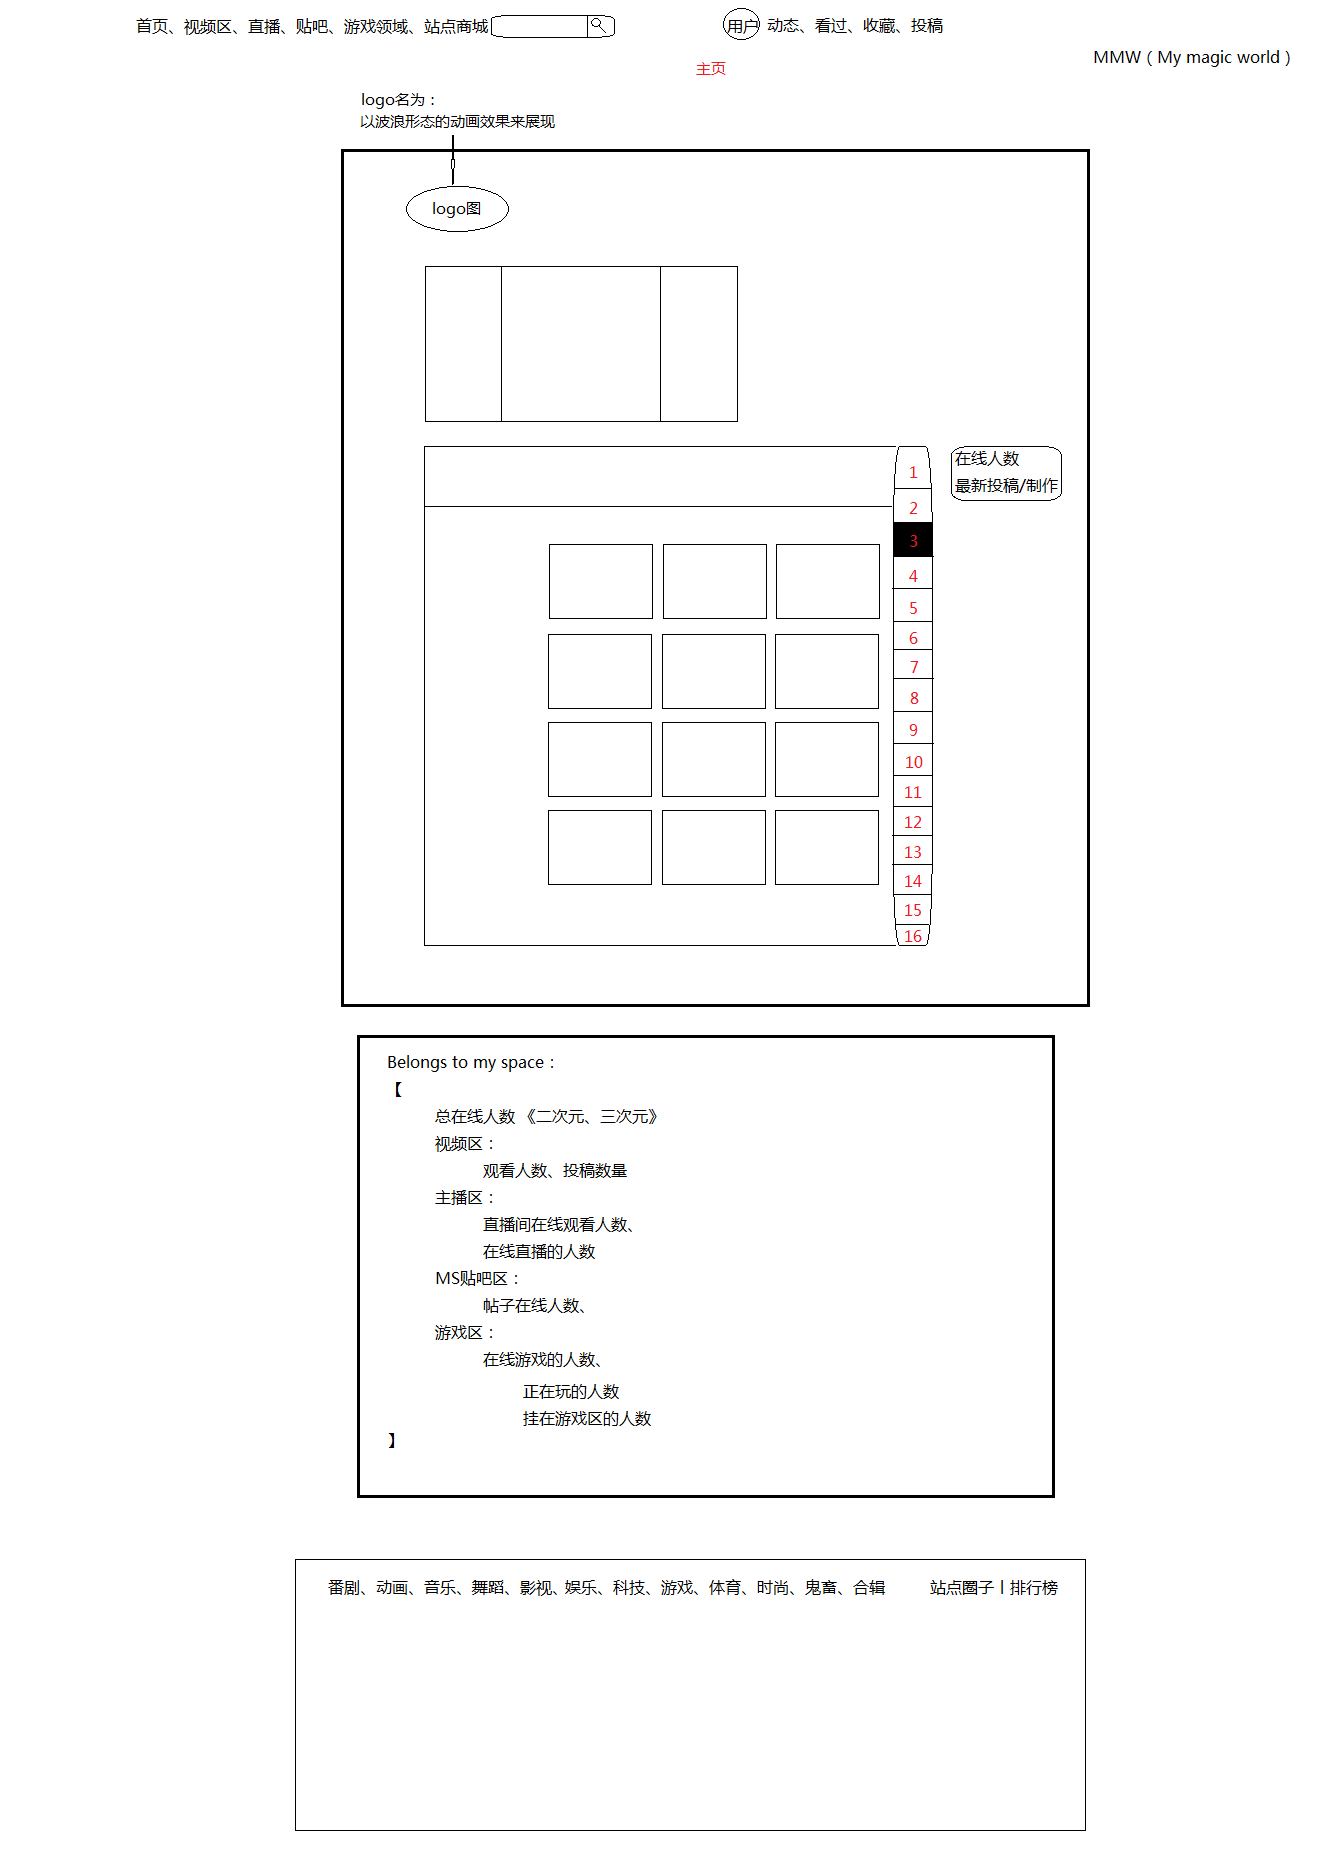 首页、视频区、直播、贴吧、游戏领域、站点商城
用户 动态、看过、收藏、投稿
MMW（My magic world）
主页
logo名为：
以波浪形态的动画效果来展现
logo图
在线人数
最新投稿/制作
1
2
3
4
5
6
7
8
9
10
11
12
13
14
15
16
Belongs to my space：
【
总在线人数 《二次元、三次元》
视频区：
观看人数、投稿数量
主播区：
直播间在线观看人数、
在线直播的人数
MS贴吧区：
帖子在线人数、
游戏区：
在线游戏的人数、
正在玩的人数
挂在游戏区的人数
】
番剧、动画、音乐、舞蹈、影视、娱乐、科技、游戏、体育、时尚、鬼畜、合辑 站点圈子丨排行榜